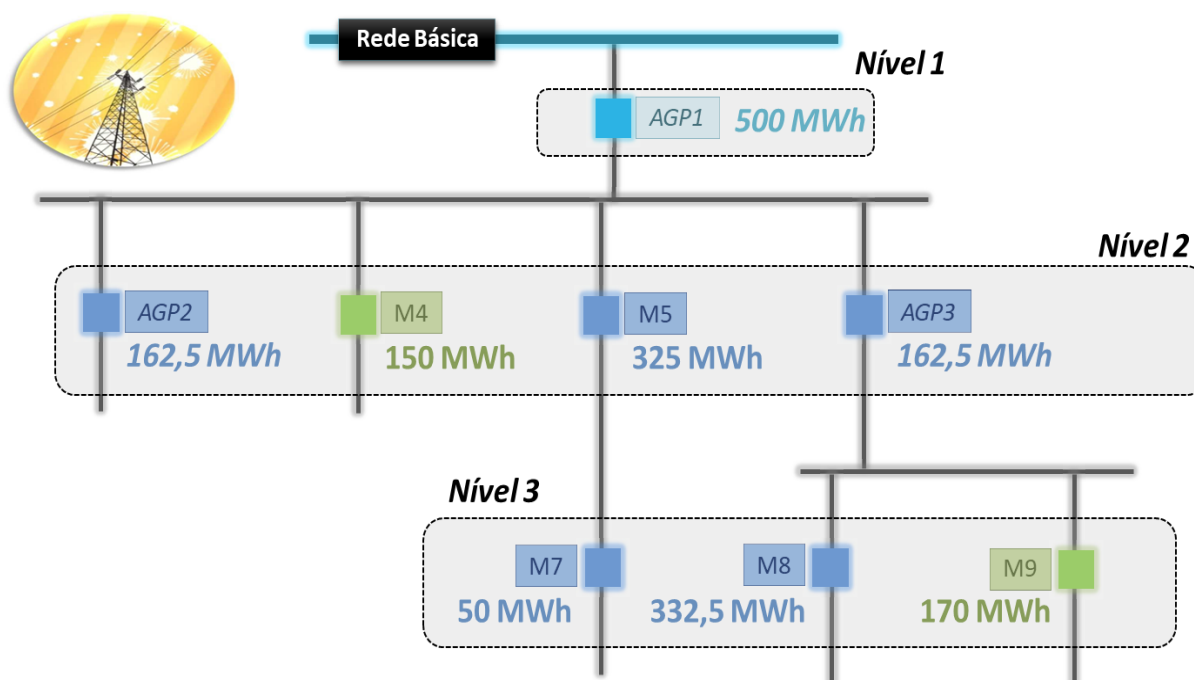 Rede Básica
Nível 1
AGP1 500 MWh
Nível 2
AGP2 M4 M5 AGP3
162,5 MWh 150 MWh 325 MWh 162,5 MWh
Nível 3
M7 M8 M9
50 MWh 332,5 MWh 170 MWh